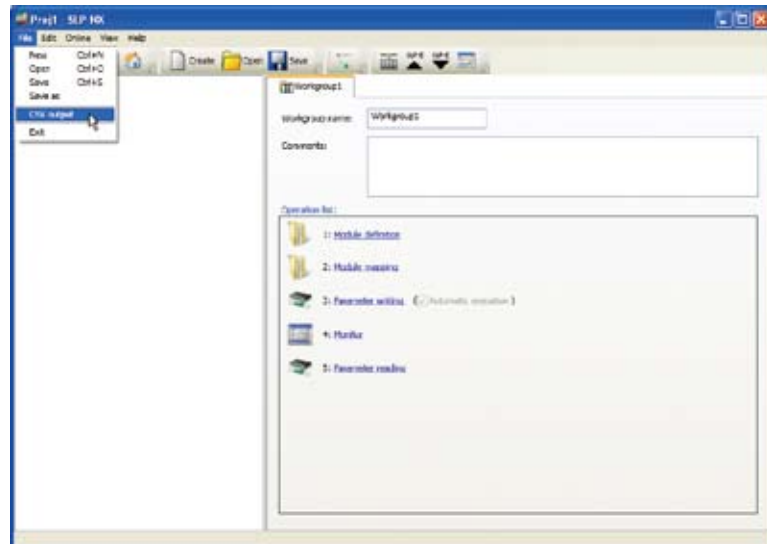 Proj1 - SLP-NX
File Edit Online View Help
New Ctrl+N
Open Ctrl+O
Save Ctrl+S
Save as
CSV output
Exit
Create Open Save
Workgroup1
Workgroup name: Workgroup1
Comments:
Operation list:
1: Module definition
2: Module mapping
3: Parameter writing ( Automatic execution )
4: Monitor
5: Parameter reading